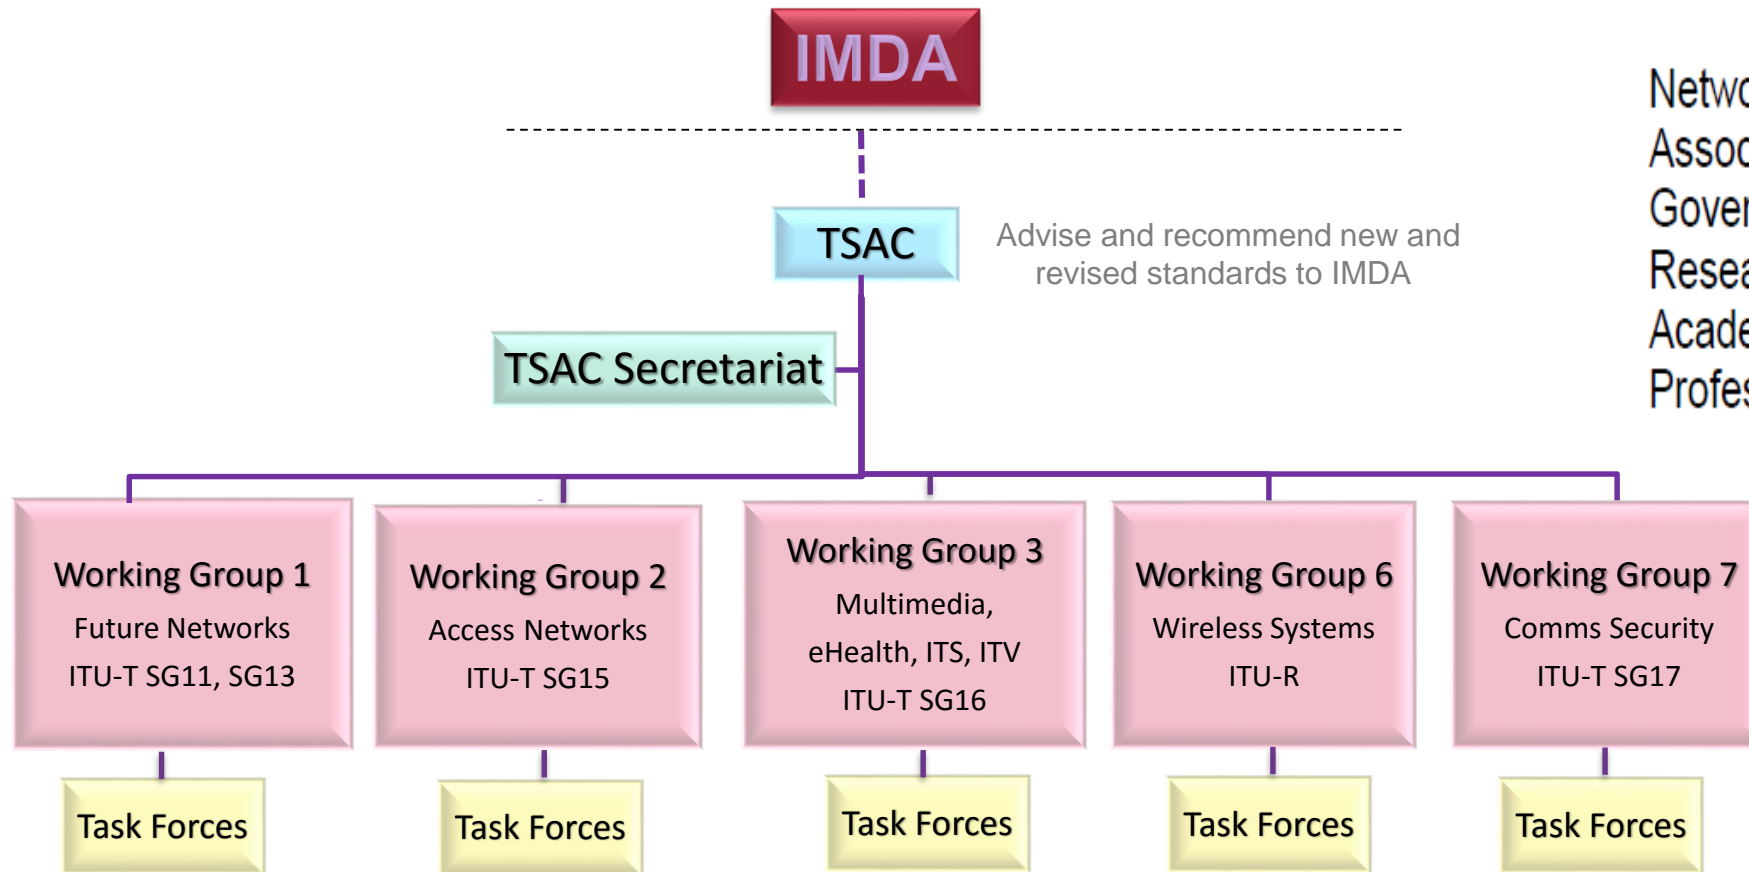 IMDA
TSAC
Advise and recommend new and
revised standards to IMDA
TSAC Secretariat
Working Group 1
Future Networks
ITU-T SG11, SG13
Working Group 2
Access Networks
ITU-T SG15
Working Group 3
Multimedia,
eHealth, ITS, ITV
ITU-T SG16
Working Group 6
Wireless Systems
ITU-R
Working Group 7
Comms Security
ITU-T SG17
Task Forces
Task Forces
Task Forces
Task Forces
Task Forces